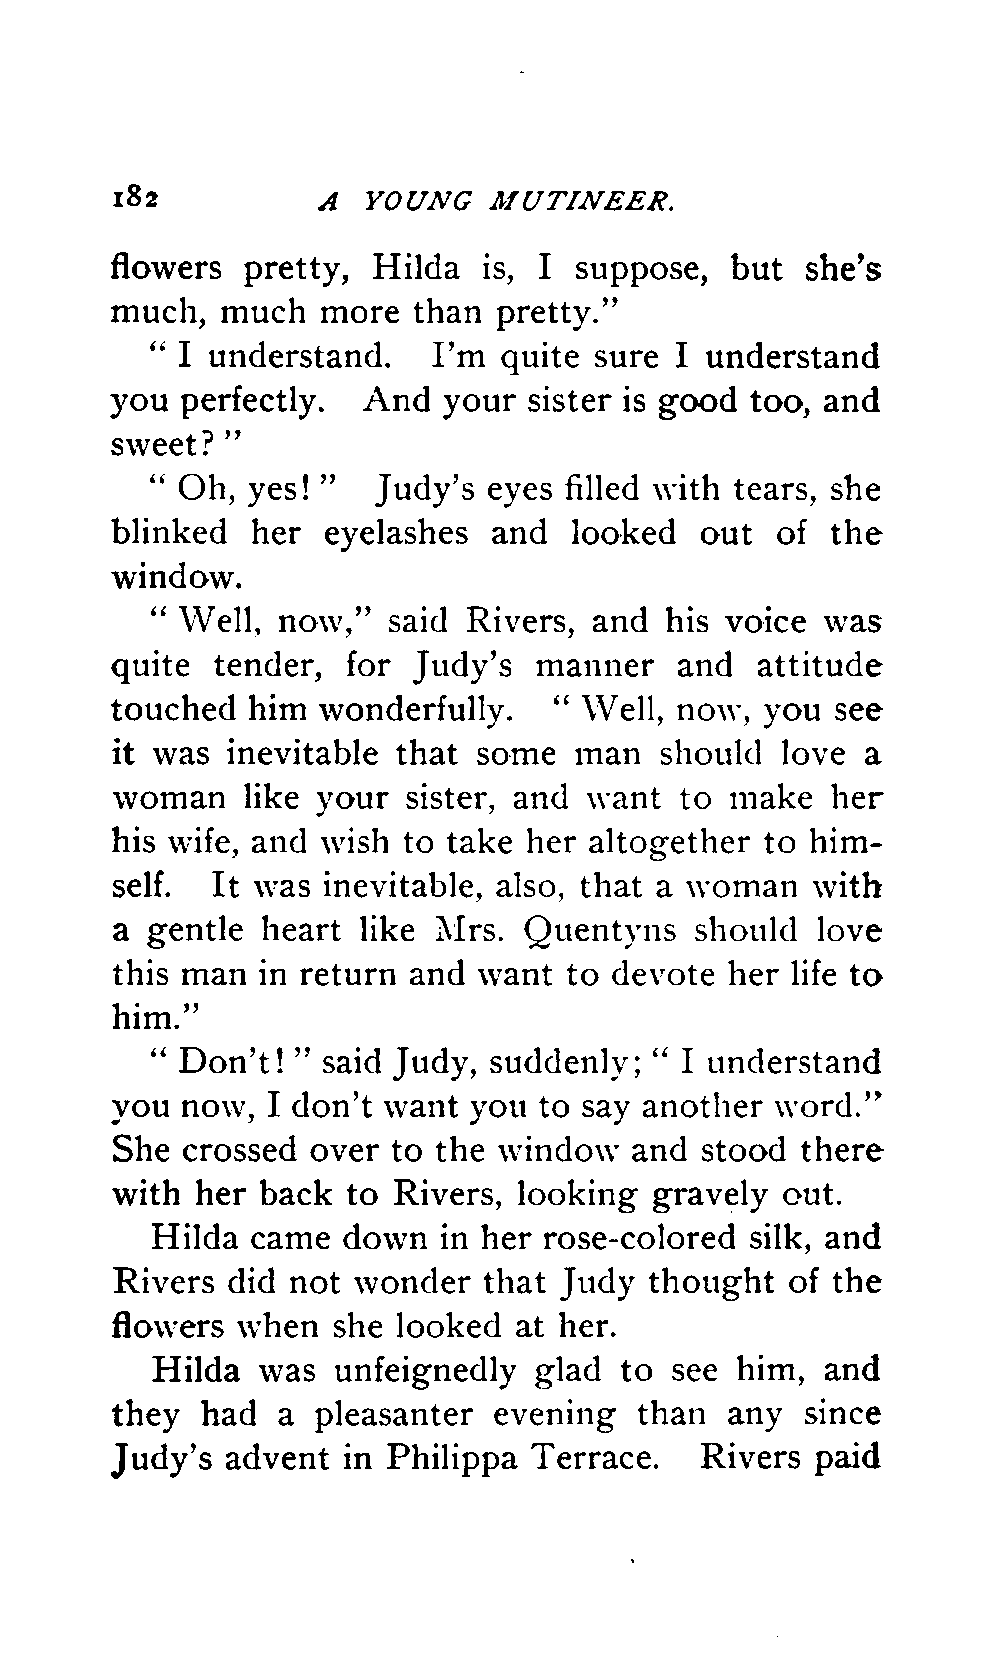 182 A YOUNG MUTINEER.
flowers pretty, Hilda is, I suppose, but she's
much, much more than pretty."
" I understand. I'm quite sure I understand
you perfectly. And your sister is good too, and
sweet? "
" Oh, yes! " Judy's eyes filled with tears, she
blinked her eyelashes and looked out of the
window.
" Well, now," said Rivers, and his voice was
quite tender, for Judy's manner and attitude
touched him wonderfully. " Well, now, you see
it was inevitable that some man should love a
woman like your sister, and want to make her
his wife, and wish to take her altogether to him-
self. It was inevitable, also, that a woman with
a gentle heart like Mrs. Quentyns should love
this man in return and want to devote her life to
him."
" Don't! " said Judy, suddenly; " I understand
you now, I don't want you to say another word."
She crossed over to the window and stood there
with her back to Rivers, looking gravely out.
Hilda came down in her rose-colored silk, and
Rivers did not wonder that Judy thought of the
flowers when she looked at her.
Hilda was unfeignedly glad to see him, and
they had a pleasanter evening than any since
Judy's advent in Philippa Terrace. Rivers paid